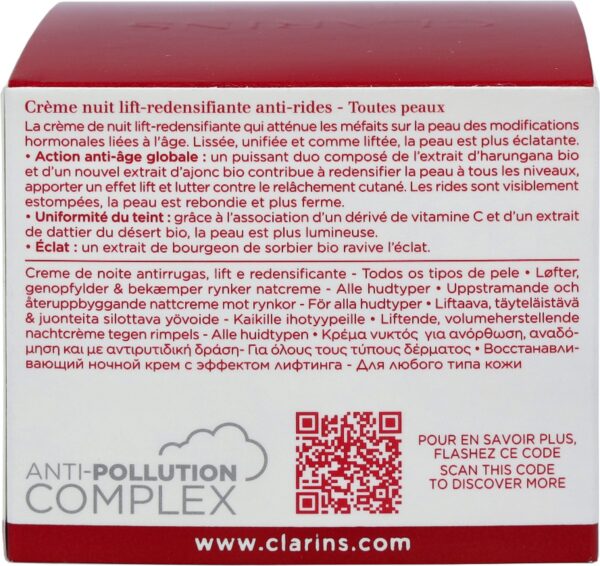 CLARINS
Crème nuit lift-redensifiante anti-rides - Toutes peaux
La crème de nuit lift-redensifiante qui atténue les méfaits sur la peau des modifications
hormonales liées à l'âge. Lissée, unifiée et comme liftée, la peau est plus éclatante.
• Action anti-âge globale : un puissant duo composé de l'extrait d'harungana bio
et d'un nouvel extrait d'ajonc bio contribue à redensifier la peau à tous les niveaux,
apporter un effet lift et lutter contre le relâchement cutané. Les rides sont visiblement
estompées, la peau est rebondie et plus ferme.
• Uniformité du teint : grâce à l'association d'un dérivé de vitamine C et d'un extrait
de dattier du désert bio, la peau est plus lumineuse.
• Éclat : un extrait de bourgeon de sorbier bio ravive l'éclat.
Creme de noite antirrugas, lift e redensificante - Todos os tipos de pele • Løfter,
genopfylder & bekæmper rynker natcreme - Alle hudtyper • Uppstramande och
återuppbyggande nattcreme mot rynkor - För alla hudtyper • Liftaava, täyteläistävä
& juonteita silottava yövoide - Kaikille ihotyypeille • Liftende, volumeherstellende
nachtcrème tegen rimpels - Alle huidtypen • Κρέμα νυκτός για ανόρθωση, αναδό-
μηση και με αντιρυτιδική δράση- Για όλους τους τύπους δέρματος • Восстанавли-
вающий ночной крем с эффектом лифтинга - Для любого типа кожи
ANTI-POLLUTION
COMPLEX
POUR EN SAVOIR PLUS,
FLASHEZ CE CODE
SCAN THIS CODE
TO DISCOVER MORE
www.clarins.com